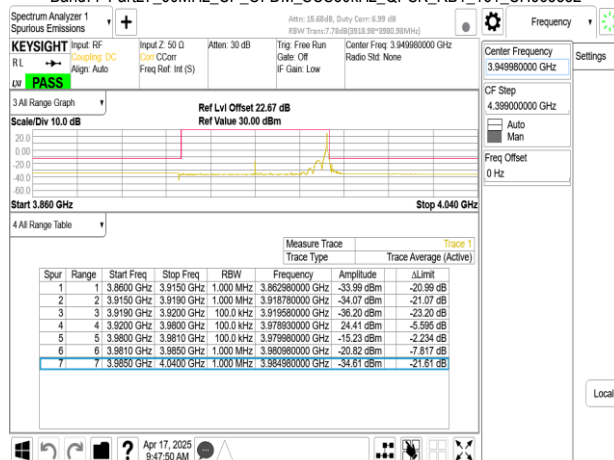 Spectrum Analyzer 1
Spurious Emissions
Attn: 15.68dB, Duty Corr: 6.99 dB
RBW Trans:7.78dB(3918.98~3980.98MHz)
Frequency
KEYSIGHT
RL
Input: RF
Coupling: DC
Align: Auto
Input Z: 50 Ω
Corr CCorr
Freq Ref: Int (S)
Atten: 30 dB
Trig: Free Run
Gate: Off
IF Gain: Low
Center Freq: 3.949980000 GHz
Radio Std: None
LXI
PASS
Center Frequency
3.949980000 GHz
Settings
CF Step
4.399000000 GHz
Auto
Man
Freq Offset
0 Hz
3 All Range Graph
Scale/Div 10.0 dB
Ref Lvl Offset 22.67 dB
Ref Value 30.00 dBm
20.0
0.00
-20.0
-40.0
-60.0
Start 3.860 GHz
Stop 4.040 GHz
4 All Range Table
Measure Trace Trace 1
Trace Type Trace Average (Active)
Spur Range Start Freq Stop Freq RBW Frequency Amplitude ΔLimit
1 1 3.8600 GHz 3.9150 GHz 1.000 MHz 3.862980000 GHz -33.99 dBm -20.99 dB
2 2 3.9150 GHz 3.9190 GHz 1.000 MHz 3.918780000 GHz -34.07 dBm -21.07 dB
3 3 3.9190 GHz 3.9200 GHz 100.0 kHz 3.919580000 GHz -36.20 dBm -23.20 dB
4 4 3.9200 GHz 3.9800 GHz 100.0 kHz 3.978930000 GHz 24.41 dBm -5.595 dB
5 5 3.9800 GHz 3.9810 GHz 100.0 kHz 3.979980000 GHz -15.23 dBm -2.234 dB
6 6 3.9810 GHz 3.9850 GHz 1.000 MHz 3.980980000 GHz -20.82 dBm -7.817 dB
7 7 3.9850 GHz 4.0400 GHz 1.000 MHz 3.984980000 GHz -34.61 dBm -21.61 dB
Local
?
Apr 17, 2025
9:47:50 AM